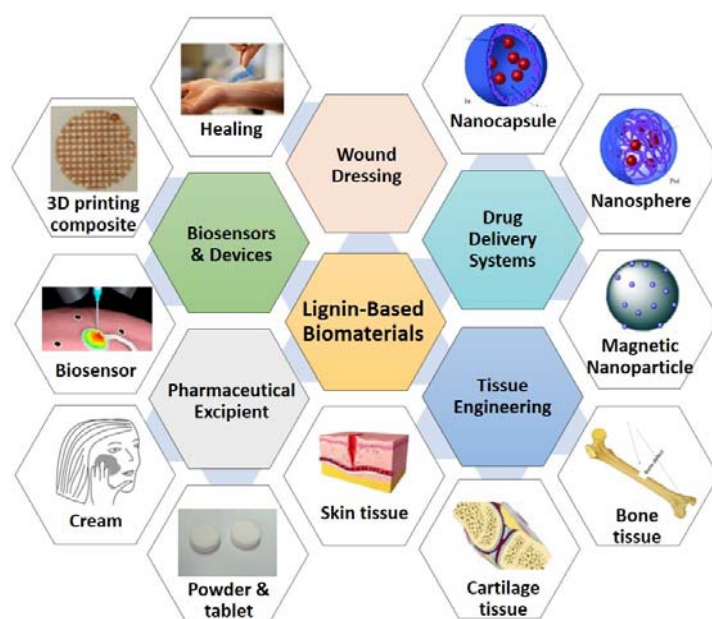 Healing
Nanocapsule
3D printing
composite
Wound
Dressing
Nanosphere
Biosensors
& Devices
Drug
Delivery
Systems
Lignin-Based
Biomaterials
Biosensor
Magnetic
Nanoparticle
Pharmaceutical
Excipient
Tissue
Engineering
Cream
Skin tissue
Bone
tissue
Powder &
tablet
Cartilage
tissue